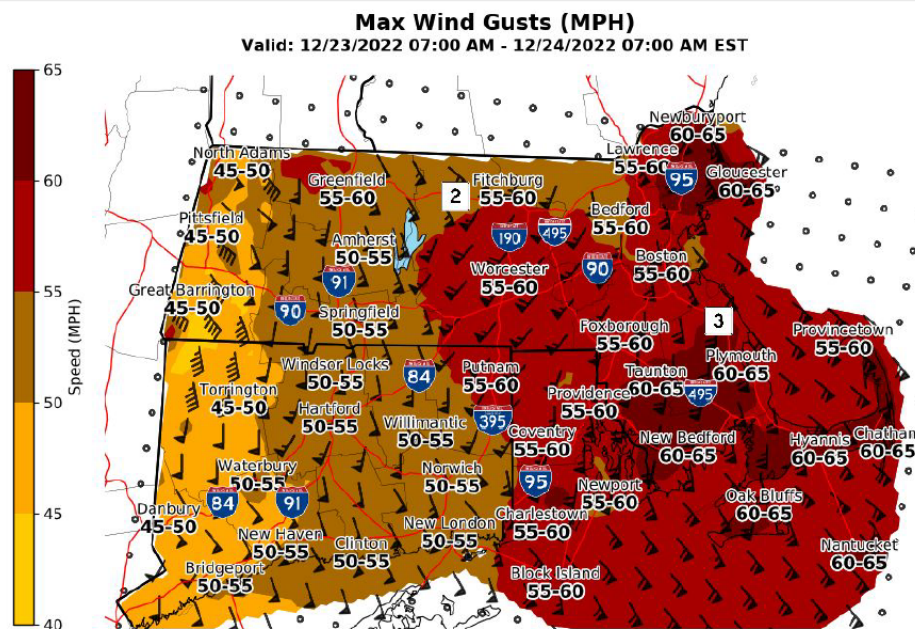 Max Wind Gusts (MPH)
Valid: 12/23/2022 07:00 AM - 12/24/2022 07:00 AM EST
65
60
55
50
45
40
Speed (MPH)
Newburyport
60-65
Lawrence
55-60
95
Gloucester
60-65
North Adams
45-50
Greenfield
55-60
2
Fitchburg
55-60
Bedford
55-60
Pittsfield
45-50
Amherst
50-55
190
495
Boston
55-60
Worcester
55-60
90
91
Great Barrington
45-50
90
Springfield
50-55
Foxborough
55-60
3
Provincetown
55-60
Windsor Locks
50-55
84
Putnam
55-60
Taunton
60-65
Plymouth
60-65
495
Torrington
45-50
Hartford
50-55
Willimantic
50-55
395
Providence
55-60
Coventry
55-60
New Bedford
60-65
Hyannis
60-65
Chatham
60-65
Waterbury
50-55
Norwich
50-55
95
Newport
55-60
Oak Bluffs
60-65
84
91
Danbury
45-50
New Haven
50-55
Clinton
50-55
New London
50-55
Charlestown
55-60
Nantucket
60-65
Bridgeport
50-55
Block Island
55-60